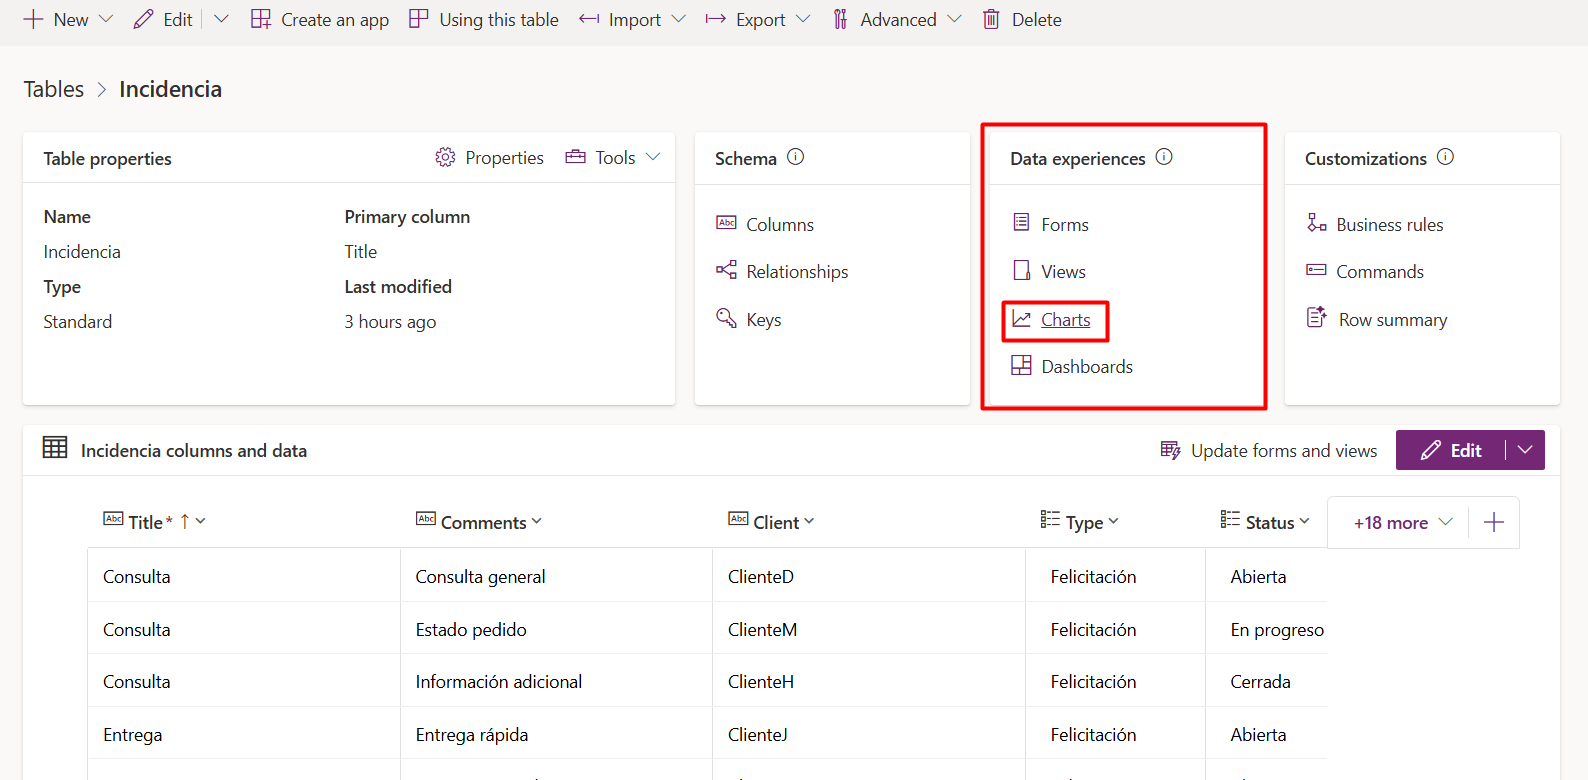 New Edit Create an app Using this table Import Export Advanced Delete
Tables > Incidencia
Table properties Properties Tools
Name Primary column
Incidencia Title
Type Last modified
Standard 3 hours ago
Schema
Abc Columns
Relationships
Keys
Data experiences
Forms
Views
Charts
Dashboards
Customizations
Business rules
Commands
Row summary
Incidencia columns and data Update forms and views Edit
Abc Title* ↑ Abc Comments Abc Client Type Status +18 more
Consulta Consulta general ClienteD Felicitación Abierta
Consulta Estado pedido ClienteM Felicitación En progreso
Consulta Información adicional ClienteH Felicitación Cerrada
Entrega Entrega rápida ClienteJ Felicitación Abierta